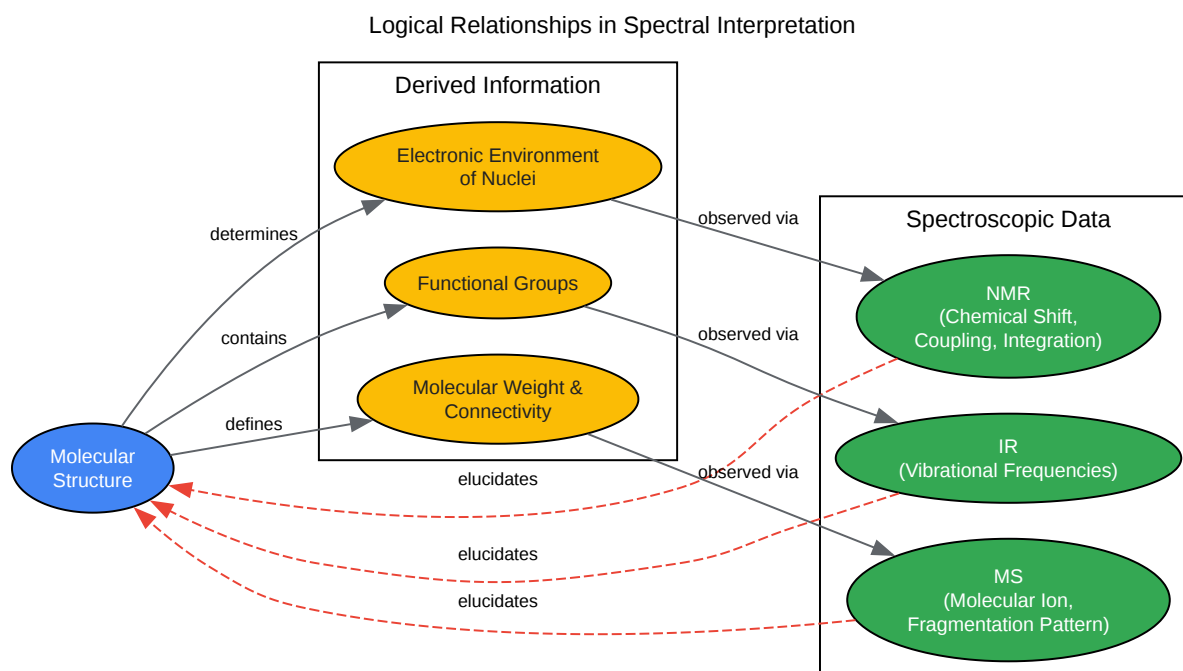 Logical Relationships in Spectral Interpretation
Derived Information
Electronic Environment
of Nuclei
observed via
Spectroscopic Data
determines
Functional Groups
NMR
(Chemical Shift,
Coupling, Integration)
contains
observed via
Molecular Weight &
Connectivity
defines
Molecular
Structure
IR
(Vibrational Frequencies)
elucidates
observed via
elucidates
MS
(Molecular Ion,
Fragmentation Pattern)
elucidates